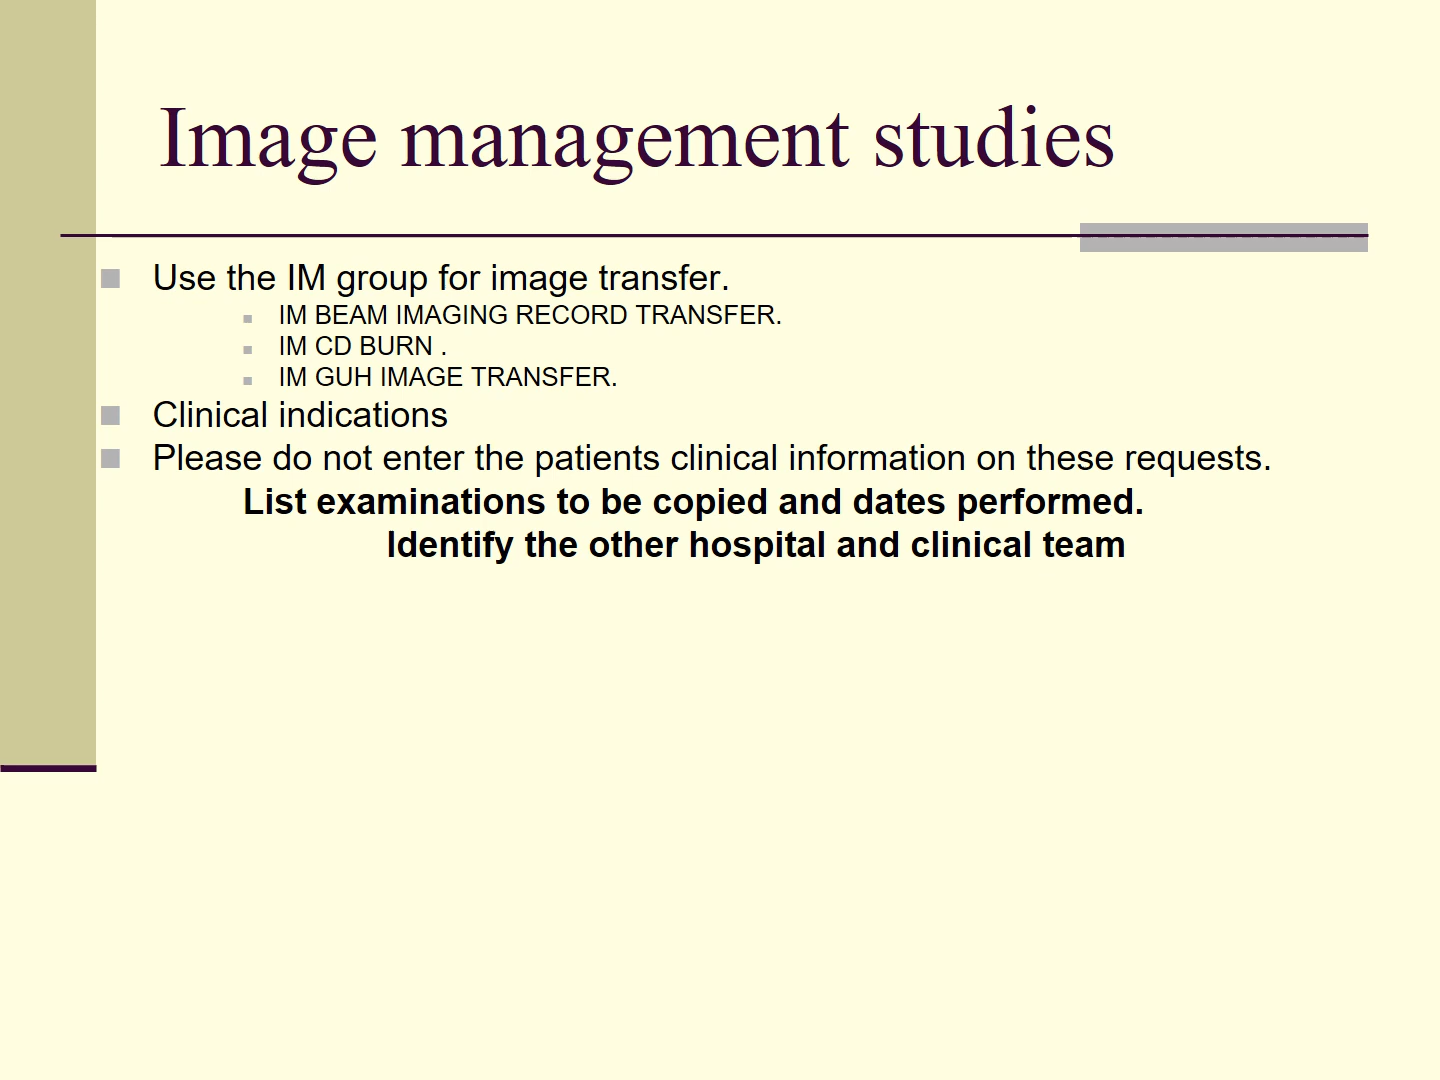 Image management studies
Use the IM group for image transfer.
IM BEAM IMAGING RECORD TRANSFER.
IM CD BURN .
IM GUH IMAGE TRANSFER.
Clinical indications
Please do not enter the patients clinical information on these requests.
List examinations to be copied and dates performed.
Identify the other hospital and clinical team